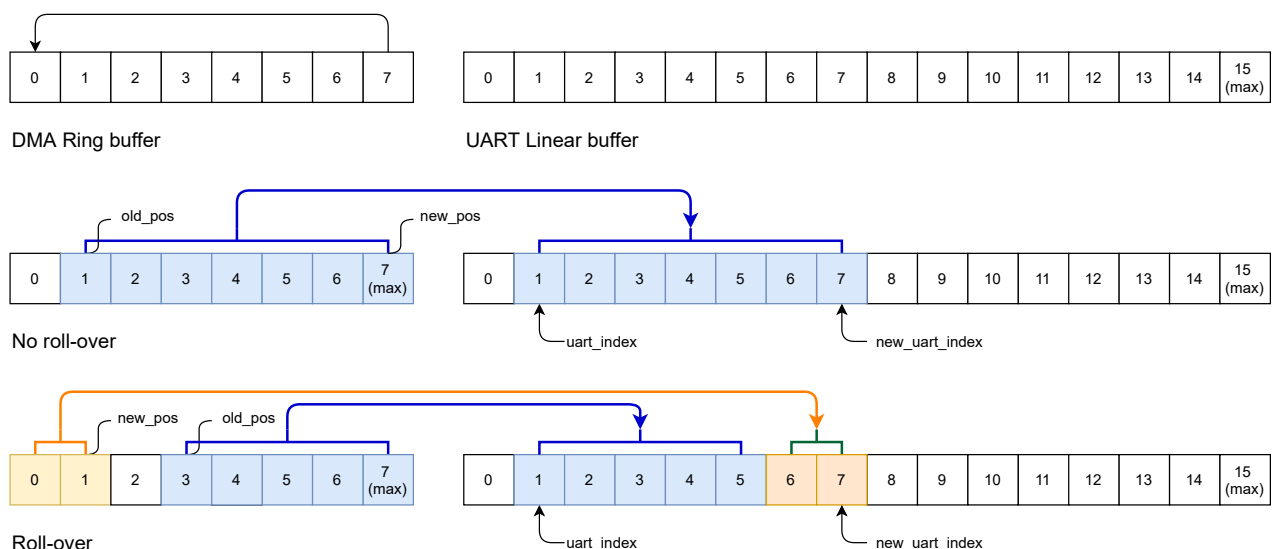 0 1 2 3 4 5 6 7
0 1 2 3 4 5 6 7 8 9 10 11 12 13 14 15
(max)
DMA Ring buffer
UART Linear buffer
old_pos
new_pos
0 1 2 3 4 5 6 7
(max)
0 1 2 3 4 5 6 7 8 9 10 11 12 13 14 15
(max)
No roll-over
uart_index
new_uart_index
new_pos
old_pos
0 1 2 3 4 5 6 7
(max)
0 1 2 3 4 5 6 7 8 9 10 11 12 13 14 15
(max)
Roll-over
uart_index
new_uart_index